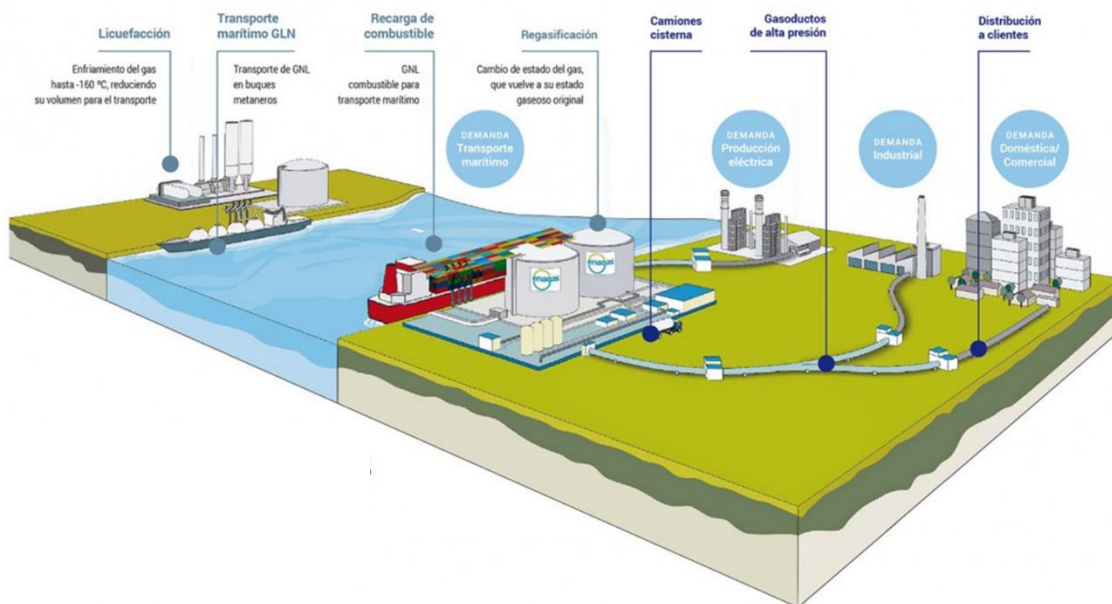 Licuefacción
Enfriamiento del gas
hasta -160 ºC, reduciendo
su volumen para el transporte
Transporte
marítimo GLN
Transporte de GNL
en buques
metaneros
Recarga de
combustible
GNL
combustible para
transporte marítimo
DEMANDA
Transporte
marítimo
Regasificación
Cambio de estado del gas,
que vuelve a su estado
gaseoso original
Camiones
cisterna
DEMANDA
Producción
eléctrica
Gasoductos
de alta presión
DEMANDA
Industrial
Distribución
a clientes
DEMANDA
Doméstica/
Comercial
enagas
enagas